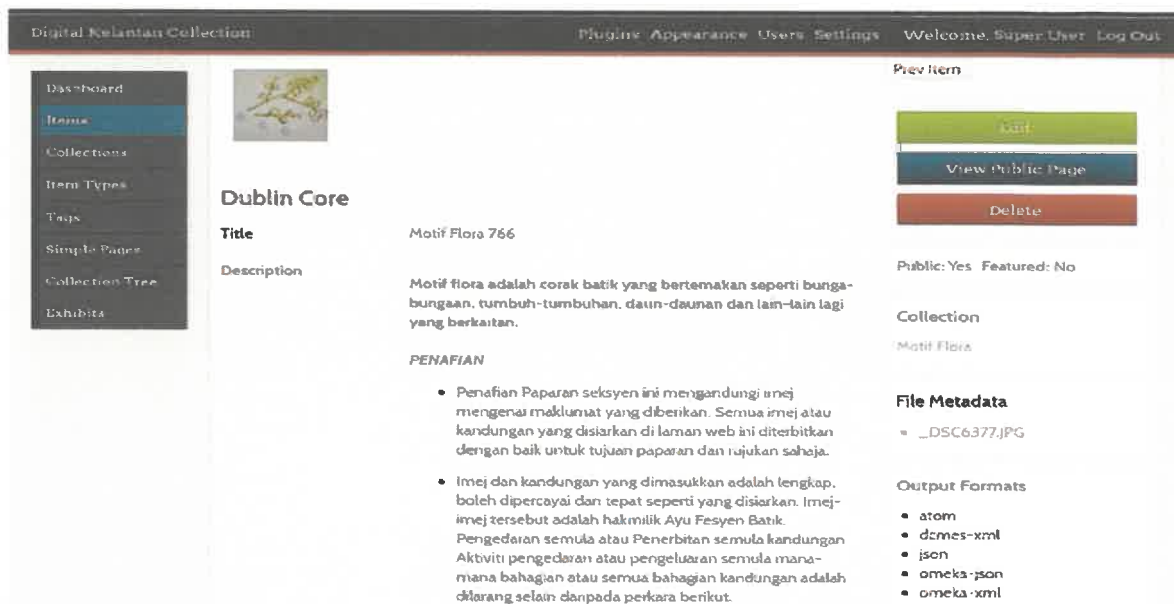 Digital Kelantan Collection
Plugins Appearance Users Settings Welcome, Super User Log Out
Dashboard
Items
Collections
Item Types
Tags
Simple Pages
Collection Tree
Exhibits
Dublin Core
Title
Motif Flora 766
Description
Motif flora adalah corak batik yang bertemakan seperti bunga-
bungaan, tumbuh-tumbuhan, daun-daunan dan lain-lain lagi
yang berkaitan.
PENAFIAN
• Penafian Paparan seksyen ini mengandungi imej
mengenai maklumat yang diberikan. Semua imej atau
kandungan yang disiarkan di laman web ini diterbitkan
dengan baik untuk tujuan paparan dan rujukan sahaja.
• Imej dan kandungan yang dimasukkan adalah lengkap,
boleh dipercayai dan tepat seperti yang disiarkan. Imej-
imej tersebut adalah hakmilik Ayu Fesyen Batik.
Pengedaran semula atau Penerbitan semula kandungan
Aktiviti pengedaran atau pengeluaran semula mana-
mana bahagian atau semua bahagian kandungan adalah
dilarang selain daripada perkara berikut.
Prev Item
Edit
View Public Page
Delete
Public: Yes Featured: No
Collection
Motif Flora
File Metadata
• _DSC6377.JPG
Output Formats
• atom
• dcmes-xml
• json
• omeka-json
• omeka-xml